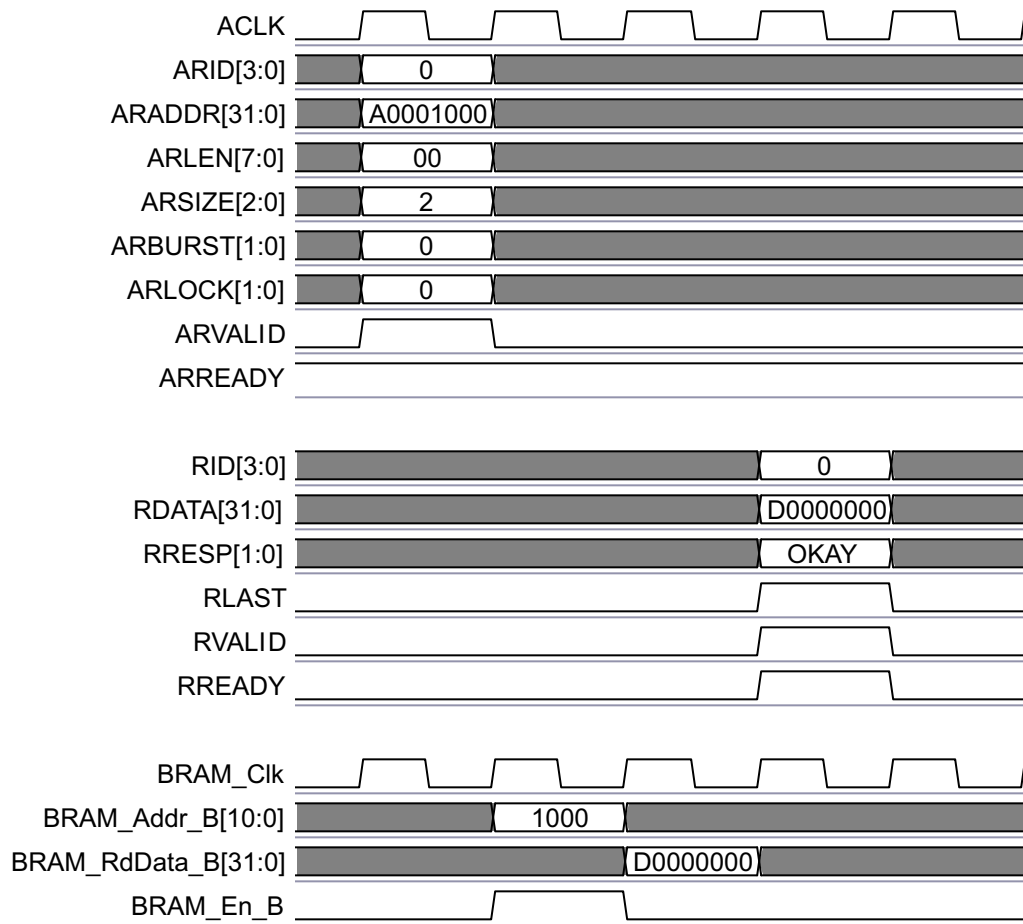 ACLK
ARID[3:0] 0
ARADDR[31:0] A0001000
ARLEN[7:0] 00
ARSIZE[2:0] 2
ARBURST[1:0] 0
ARLOCK[1:0] 0
ARVALID
ARREADY
RID[3:0] 0
RDATA[31:0] D0000000
RRESP[1:0] OKAY
RLAST
RVALID
RREADY
BRAM_Clk
BRAM_Addr_B[10:0] 1000
BRAM_RdData_B[31:0] D0000000
BRAM_En_B